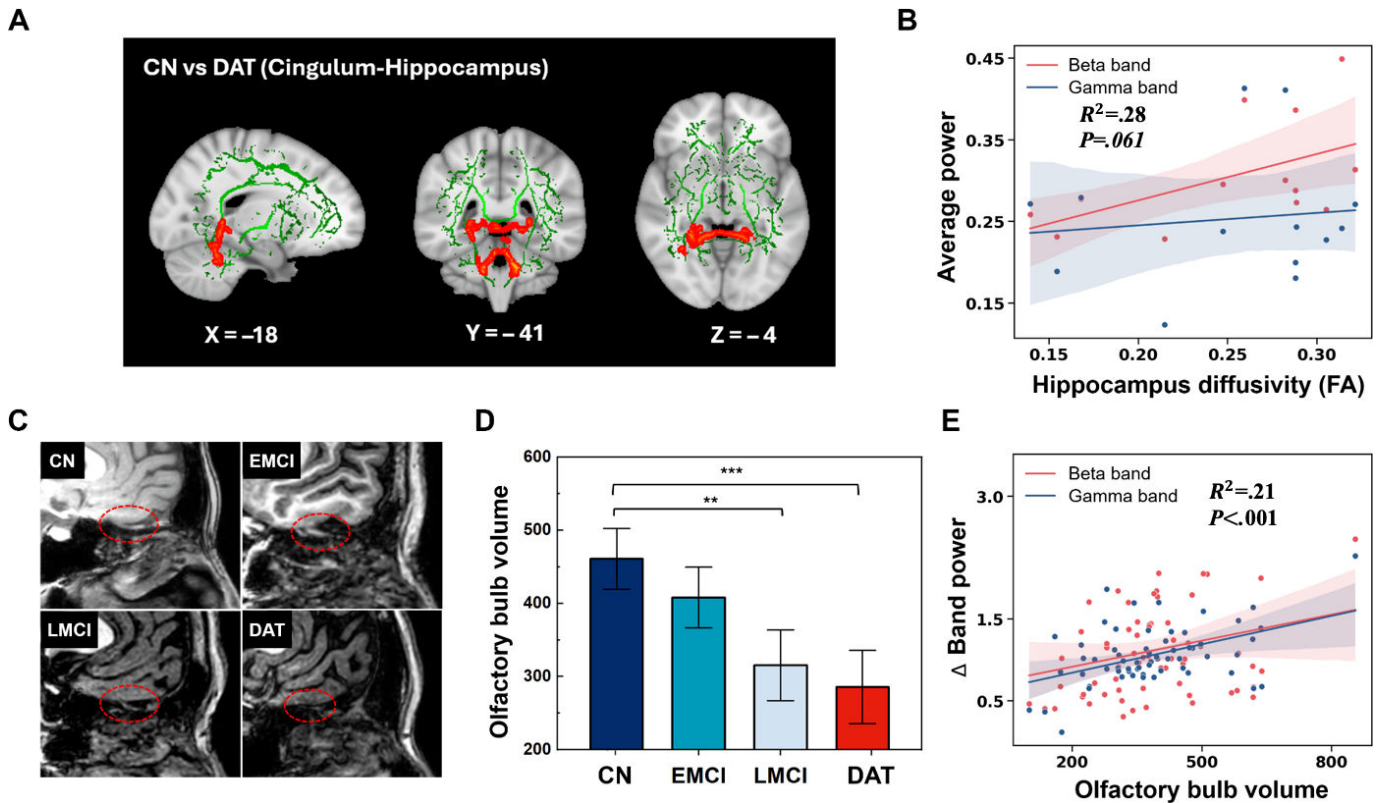 A
CN vs DAT (Cingulum-Hippocampus)
X = –18
Y = – 41
Z = – 4
B
Beta band
Gamma band
R²=.28
P=.061
0.45
0.35
0.25
0.15
Average power
0.15 0.20 0.25 0.30
Hippocampus diffusivity (FA)
C
CN
EMCI
LMCI
DAT
D
600
500
400
300
200
Olfactory bulb volume
***
**
CN EMCI LMCI DAT
E
Beta band
Gamma band
R²=.21
P<.001
3.0
1.5
0.5
Δ Band power
200 500 800
Olfactory bulb volume